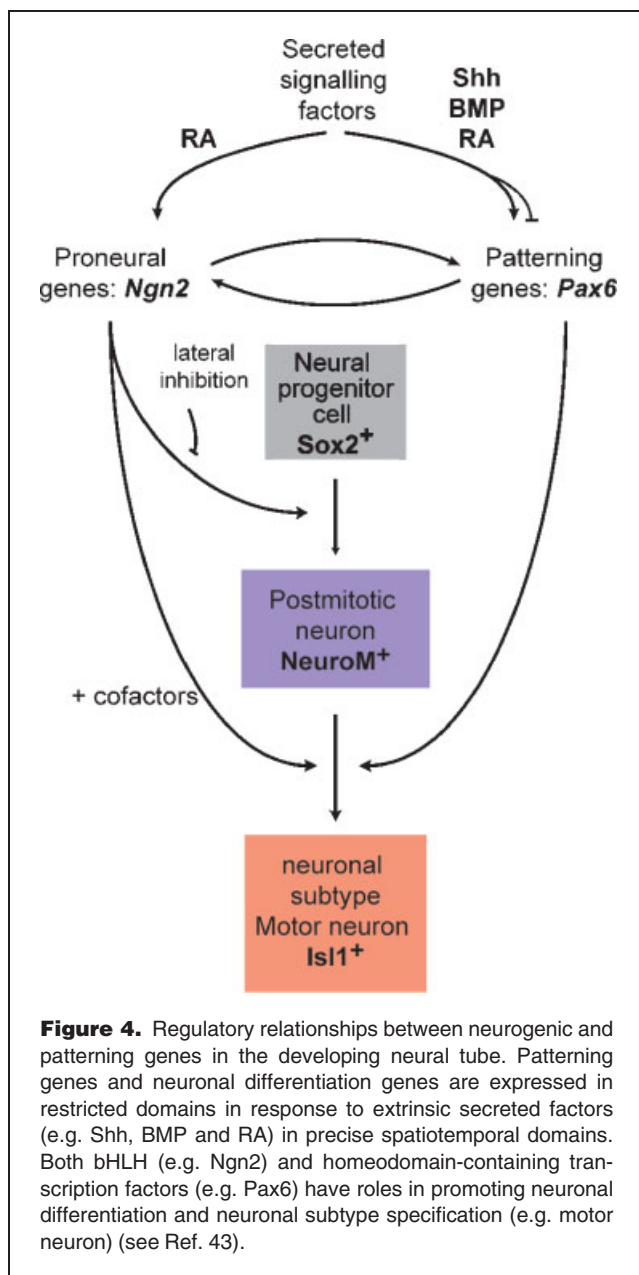 Secreted
signalling
factors
Shh
BMP
RA
RA
Proneural
genes: Ngn2
Patterning
genes: Pax6
lateral
inhibition
Neural
progenitor
cell
Sox2+
Postmitotic
neuron
NeuroM+
+ cofactors
neuronal
subtype
Motor neuron
Isl1+
Figure 4. Regulatory relationships between neurogenic and
patterning genes in the developing neural tube. Patterning
genes and neuronal differentiation genes are expressed in
restricted domains in response to extrinsic secreted factors
(e.g. Shh, BMP and RA) in precise spatiotemporal domains.
Both bHLH (e.g. Ngn2) and homeodomain-containing tran-
scription factors (e.g. Pax6) have roles in promoting neuronal
differentiation and neuronal subtype specification (e.g. motor
neuron) (see Ref. 43).